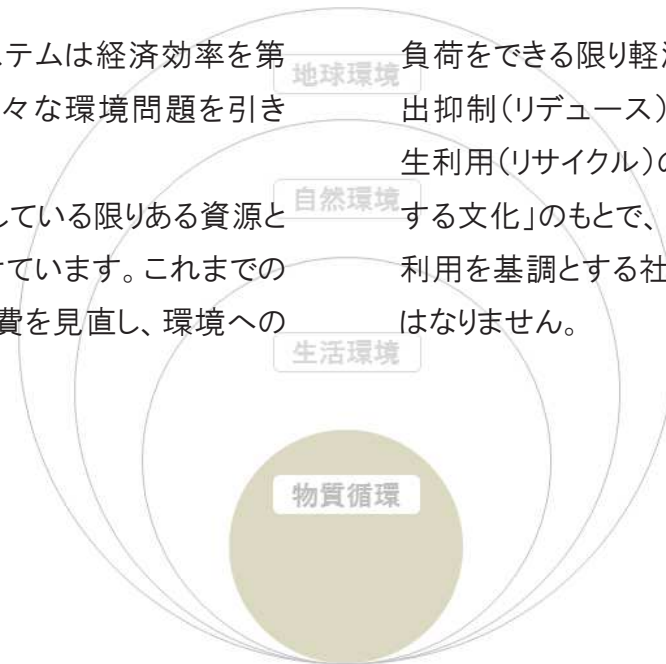 ステムは経済効率を第
々な環境問題を引き
している限りある資源と
けています。これまでの
費を見直し、環境への
負荷をできる限り軽
出抑制（リデュース）
生利用（リサイクル）の
する文化」のもとで、
利用を基調とする社
はなりません。
地球環境
自然環境
生活環境
物質循環